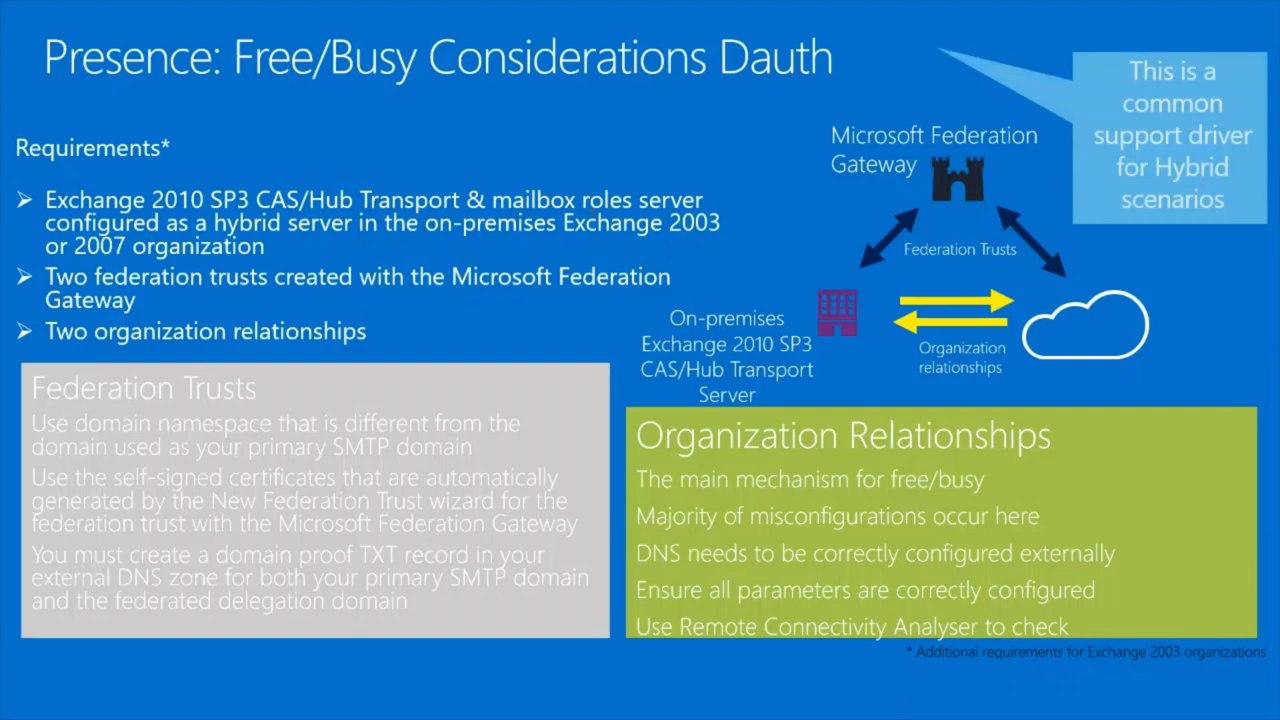 Presence: Free/Busy Considerations Dauth
This is a
common
support driver
for Hybrid
scenarios
Requirements*
➢ Exchange 2010 SP3 CAS/Hub Transport & mailbox roles server
configured as a hybrid server in the on-premises Exchange 2003
or 2007 organization
➢ Two federation trusts created with the Microsoft Federation
Gateway
➢ Two organization relationships
Microsoft Federation
Gateway
Federation Trusts
On-premises
Exchange 2010 SP3
CAS/Hub Transport
Server
Organization
relationships
Federation Trusts
Use domain namespace that is different from the
domain used as your primary SMTP domain
Use the self-signed certificates that are automatically
generated by the New Federation Trust wizard for the
federation trust with the Microsoft Federation Gateway
You must create a domain proof TXT record in your
external DNS zone for both your primary SMTP domain
and the federated delegation domain
Organization Relationships
The main mechanism for free/busy
Majority of misconfigurations occur here
DNS needs to be correctly configured externally
Ensure all parameters are correctly configured
Use Remote Connectivity Analyser to check
* Additional requirements for Exchange 2003 organizations